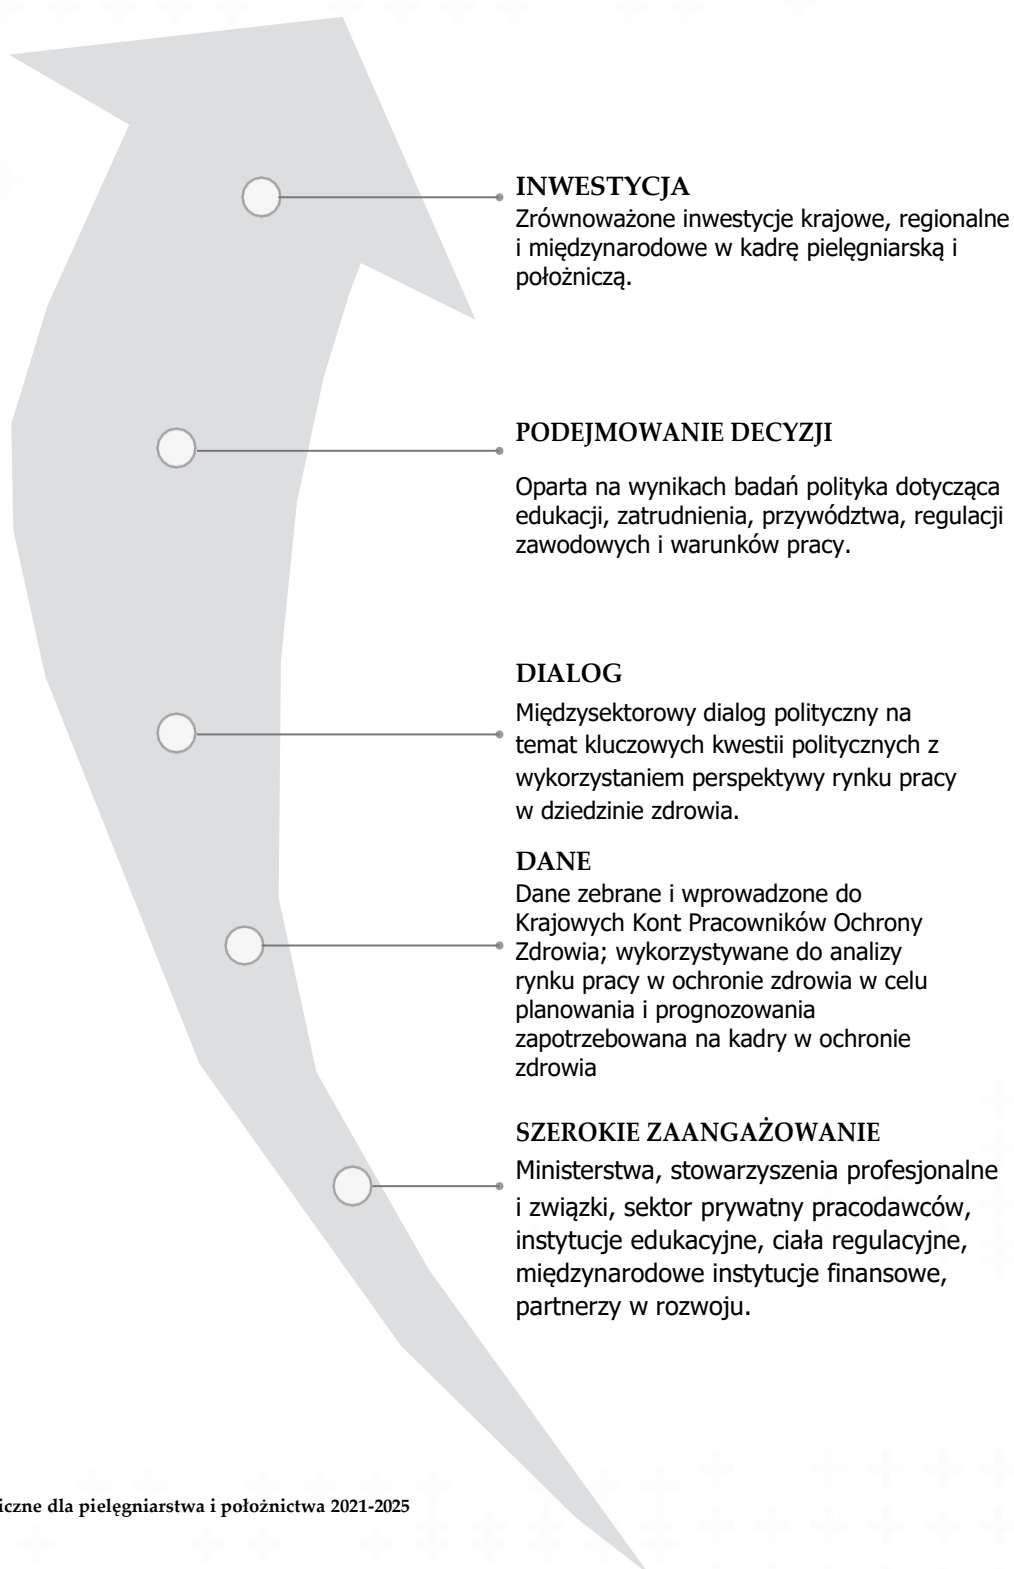 INWESTYCJA
Zrównoważone inwestycje krajowe, regionalne
i międzynarodowe w kadrę pielęgniarską i
położniczą.
PODEJMOWANIE DECYZJI
Oparta na wynikach badań polityka dotycząca
edukacji, zatrudnienia, przywództwa, regulacji
zawodowych i warunków pracy.
DIALOG
Międzysektorowy dialog polityczny na
temat kluczowych kwestii politycznych z
wykorzystaniem perspektywy rynku pracy
w dziedzinie zdrowia.
DANE
Dane zebrane i wprowadzone do
Krajowych Kont Pracowników Ochrony
Zdrowia; wykorzystywane do analizy
rynku pracy w ochronie zdrowia w celu
planowania i prognozowania
zapotrzebowana na kadry w ochronie
zdrowia
SZEROKIE ZAANGAŻOWANIE
Ministerstwa, stowarzyszenia profesjonalne
i związki, sektor prywatny pracodawców,
instytucje edukacyjne, ciała regulacyjne,
międzynarodowe instytucje finansowe,
partnerzy w rozwoju.
iczne dla pielęgniarstwa i położnictwa 2021-2025